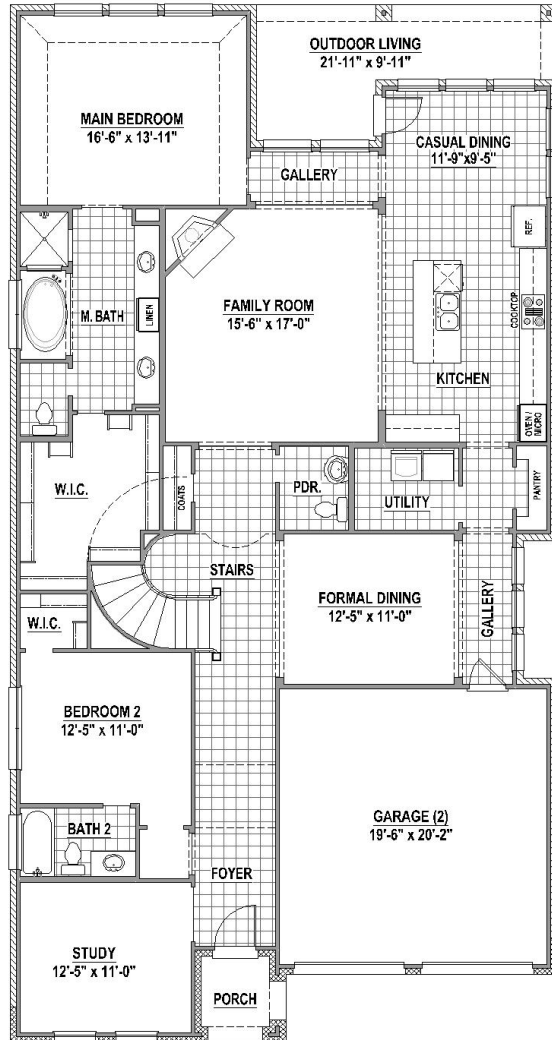 OUTDOOR LIVING
21'-11" x 9'-11"
MAIN BEDROOM
16'-6" x 13'-11"
CASUAL DINING
11'-9"x9'-5"
GALLERY
REF.
M. BATH
LINEN
FAMILY ROOM
15'-6" x 17'-0"
COOKTOP
KITCHEN
OVEN /
MICRO
W.I.C.
COATS
PDR.
UTILITY
PANTRY
STAIRS
FORMAL DINING
12'-5" x 11'-0"
GALLERY
W.I.C.
BEDROOM 2
12'-5" x 11'-0"
BATH 2
GARAGE (2)
19'-6" x 20'-2"
FOYER
STUDY
12'-5" x 11'-0"
PORCH